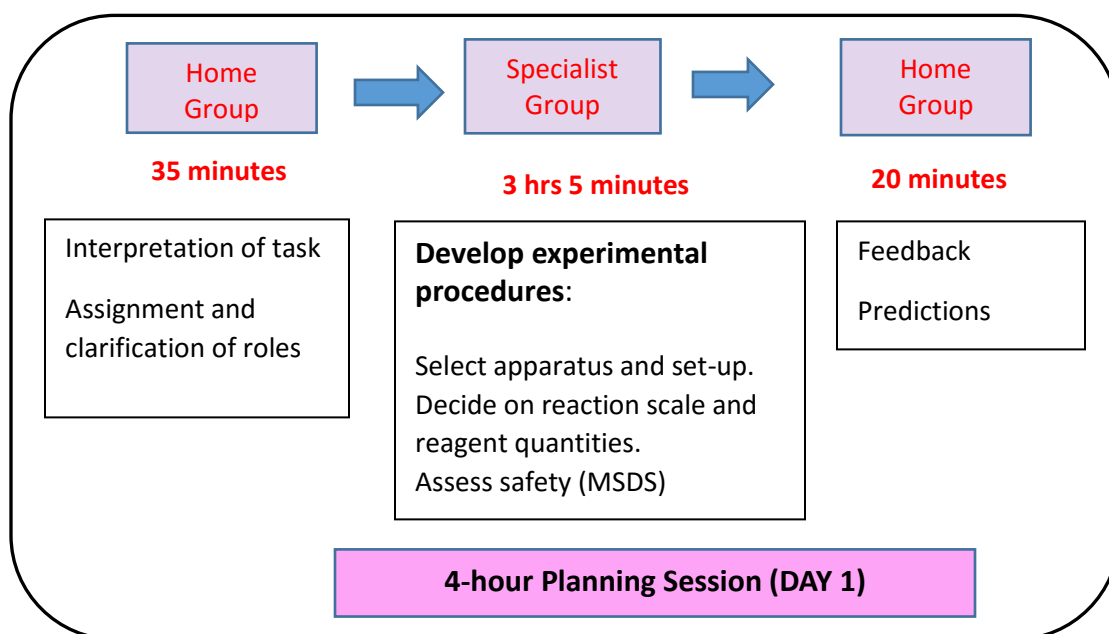 Home
Group
Specialist
Group
Home
Group
35 minutes
3 hrs 5 minutes
20 minutes
Interpretation of task
Assignment and
clarification of roles
Develop experimental
procedures:
Select apparatus and set-up.
Decide on reaction scale and
reagent quantities.
Assess safety (MSDS)
Feedback
Predictions
4-hour Planning Session (DAY 1)